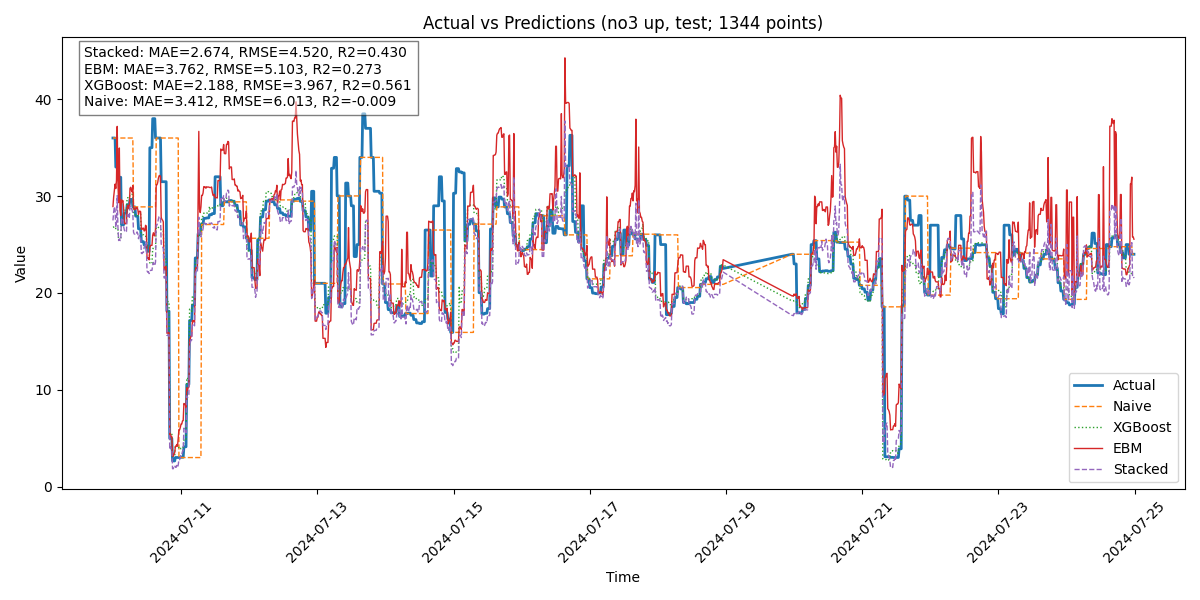 Actual vs Predictions (no3 up, test; 1344 points)
Stacked: MAE=2.674, RMSE=4.520, R2=0.430
EBM: MAE=3.762, RMSE=5.103, R2=0.273
XGBoost: MAE=2.188, RMSE=3.967, R2=0.561
Naive: MAE=3.412, RMSE=6.013, R2=-0.009
Value
40
30
20
10
0
Actual
Naive
XGBoost
EBM
Stacked
2024-07-11
2024-07-13
2024-07-15
2024-07-17
2024-07-19
2024-07-21
2024-07-23
2024-07-25
Time